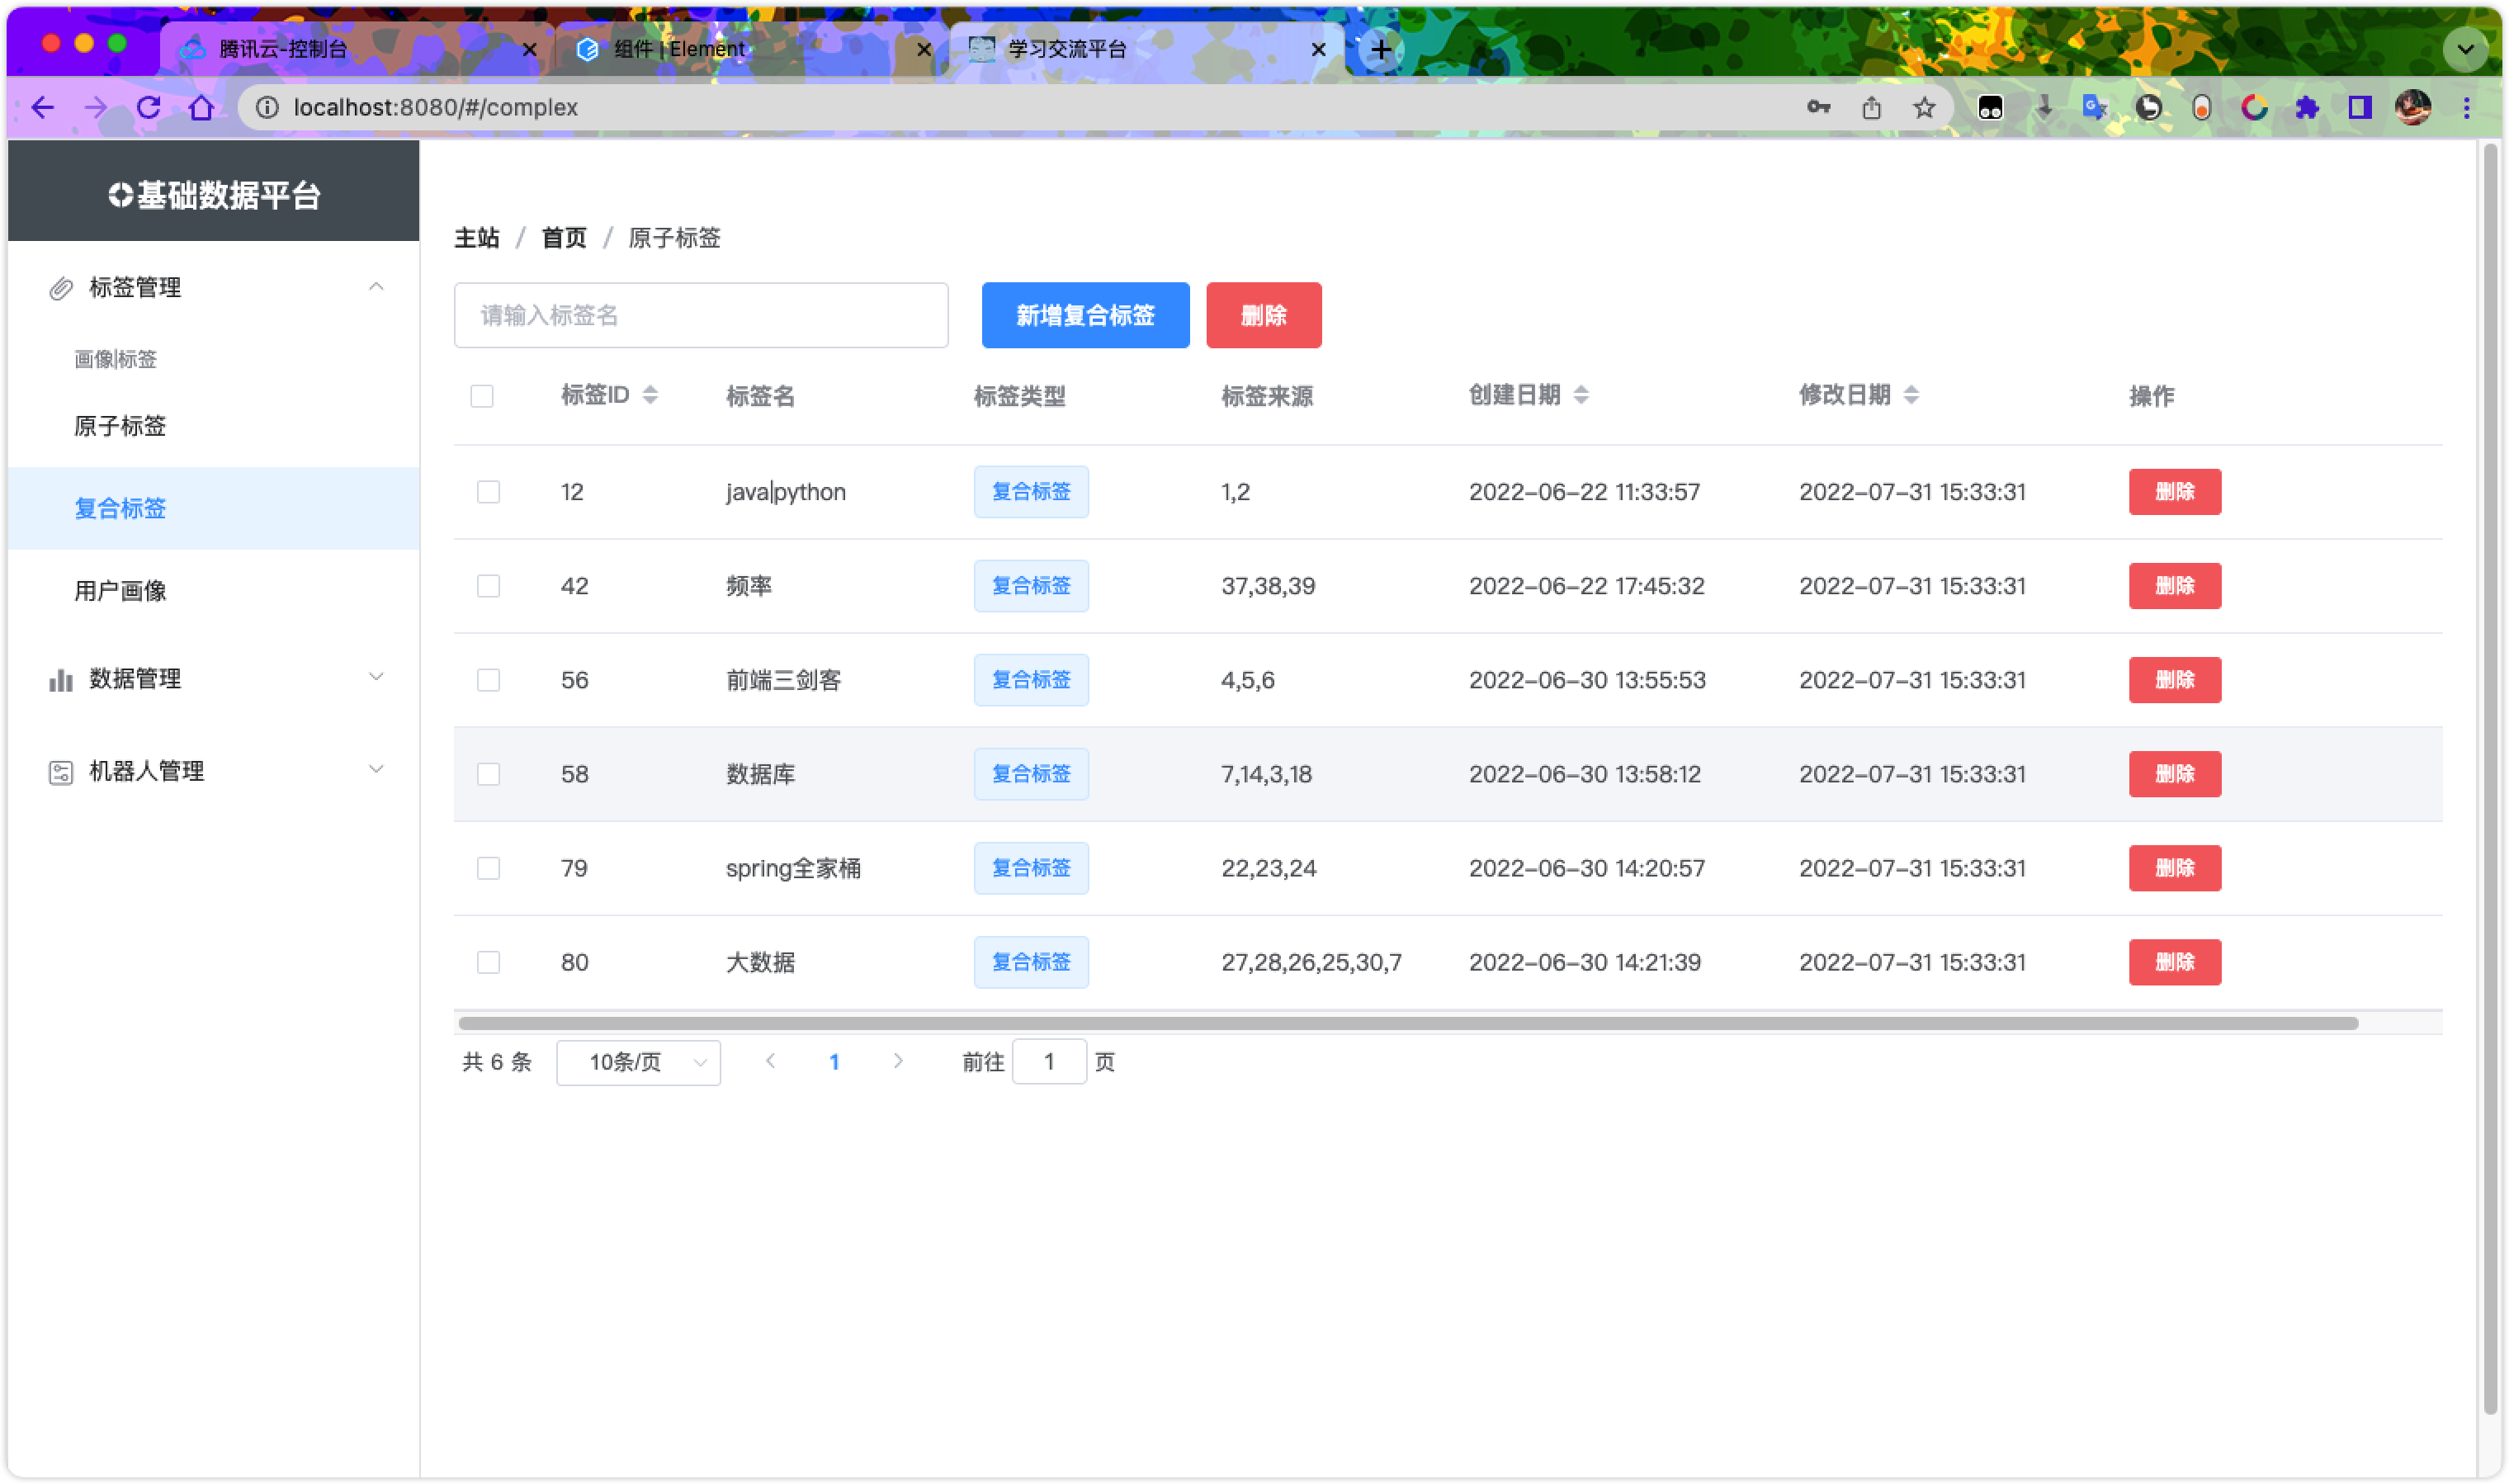 腾讯云-控制台
组件 | Element
学习交流平台
localhost:8080/#/complex
基础数据平台
标签管理
画像|标签
原子标签
复合标签
用户画像
数据管理
机器人管理
主站 / 首页 / 原子标签
请输入标签名 新增复合标签 删除
标签ID 标签名 标签类型 标签来源 创建日期 修改日期 操作
12 java|python 复合标签 1,2 2022-06-22 11:33:57 2022-07-31 15:33:31 删除
42 频率 复合标签 37,38,39 2022-06-22 17:45:32 2022-07-31 15:33:31 删除
56 前端三剑客 复合标签 4,5,6 2022-06-30 13:55:53 2022-07-31 15:33:31 删除
58 数据库 复合标签 7,14,3,18 2022-06-30 13:58:12 2022-07-31 15:33:31 删除
79 spring全家桶 复合标签 22,23,24 2022-06-30 14:20:57 2022-07-31 15:33:31 删除
80 大数据 复合标签 27,28,26,25,30,7 2022-06-30 14:21:39 2022-07-31 15:33:31 删除
共 6 条 10条/页 1 前往 1 页